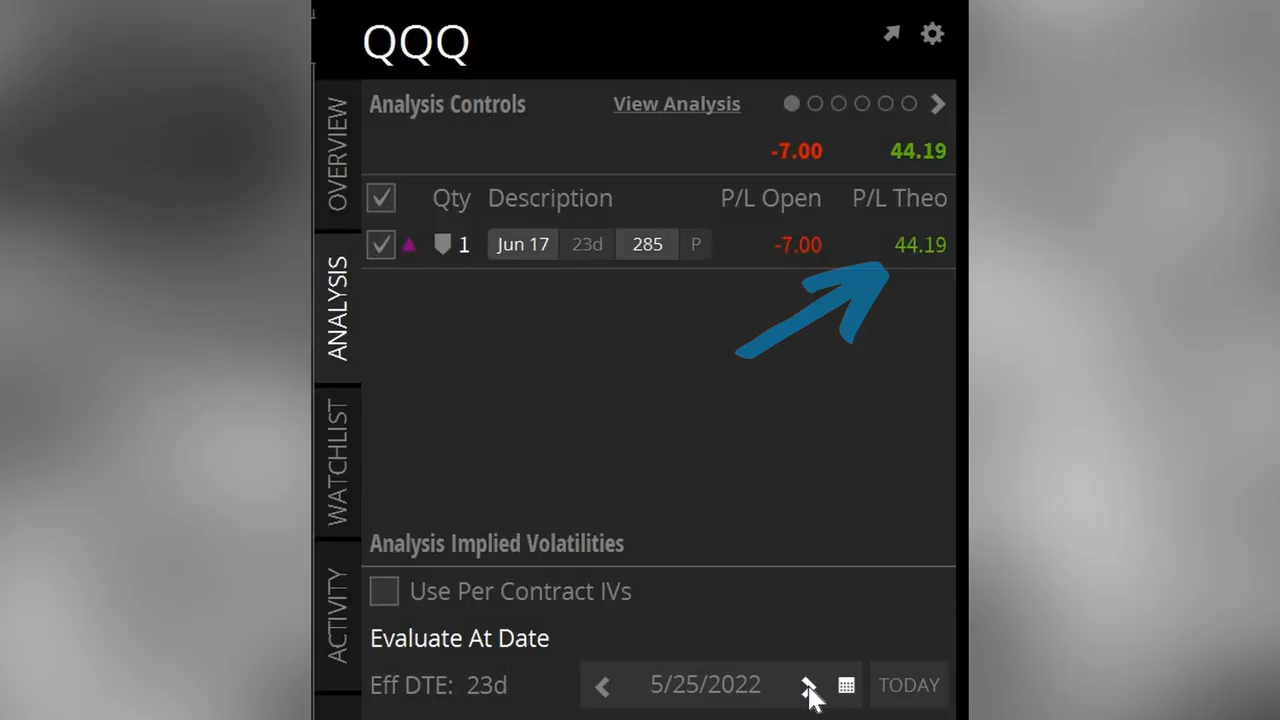 QQQ
OVERVIEW
ANALYSIS
WATCHLIST
ACTIVITY
Analysis Controls View Analysis
-7.00 44.19
Qty Description P/L Open P/L Theo
1 Jun 17 23d 285 P -7.00 44.19
Analysis Implied Volatilities
Use Per Contract IVs
Evaluate At Date
Eff DTE: 23d 5/25/2022 TODAY